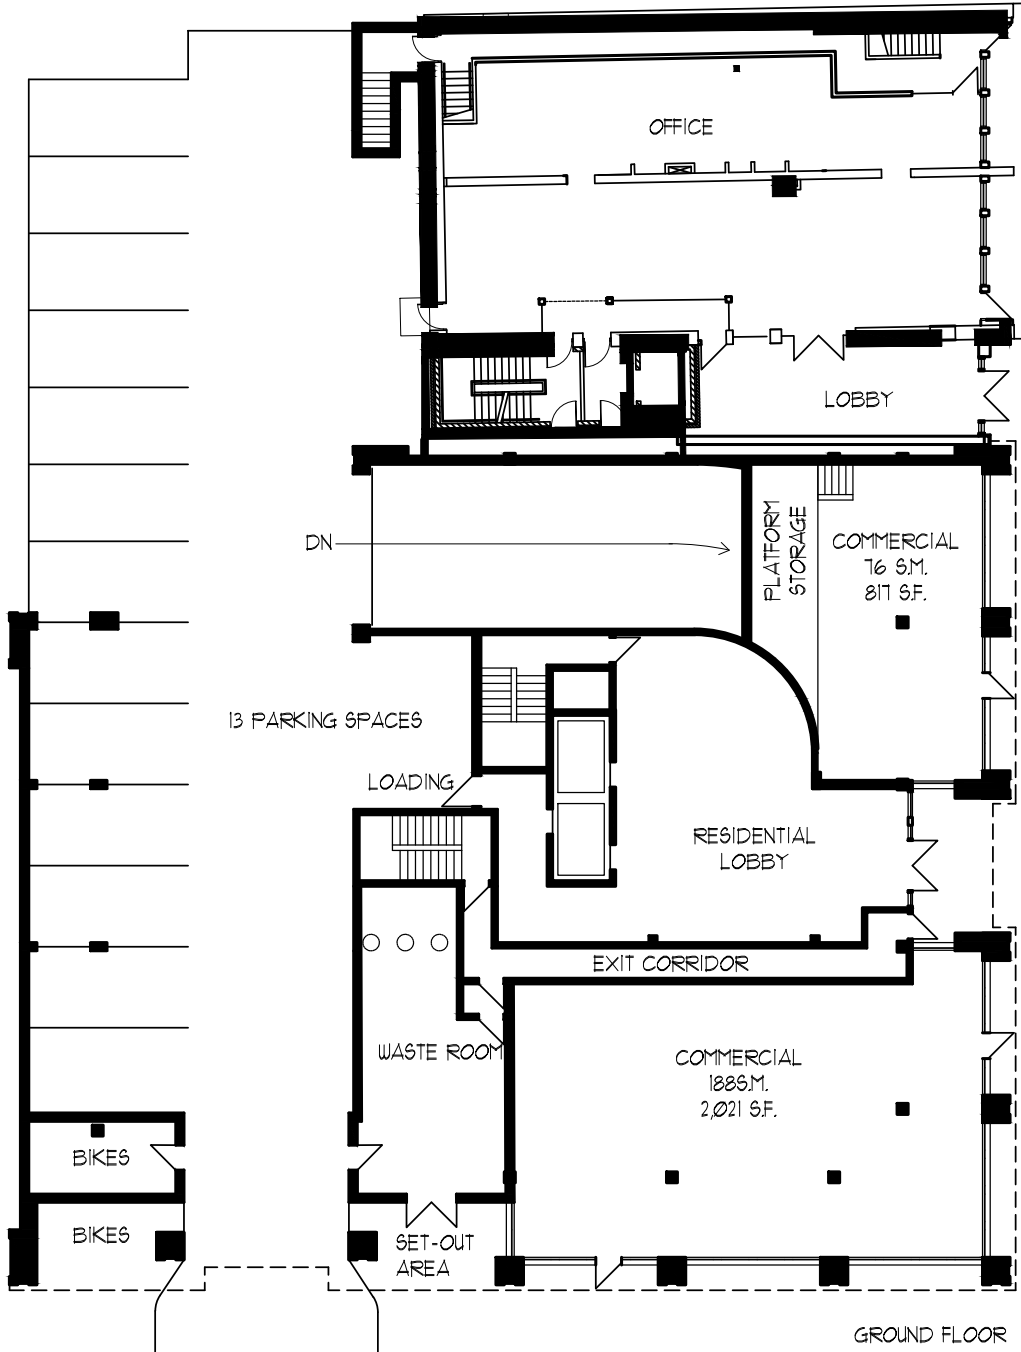 OFFICE
LOBBY
DN
PLATFORM
STORAGE
COMMERCIAL
76 S.M.
817 S.F.
13 PARKING SPACES
LOADING
RESIDENTIAL
LOBBY
EXIT CORRIDOR
WASTE ROOM
COMMERCIAL
188S.M.
2,021 S.F.
BIKES
BIKES
SET-OUT
AREA
GROUND FLOOR